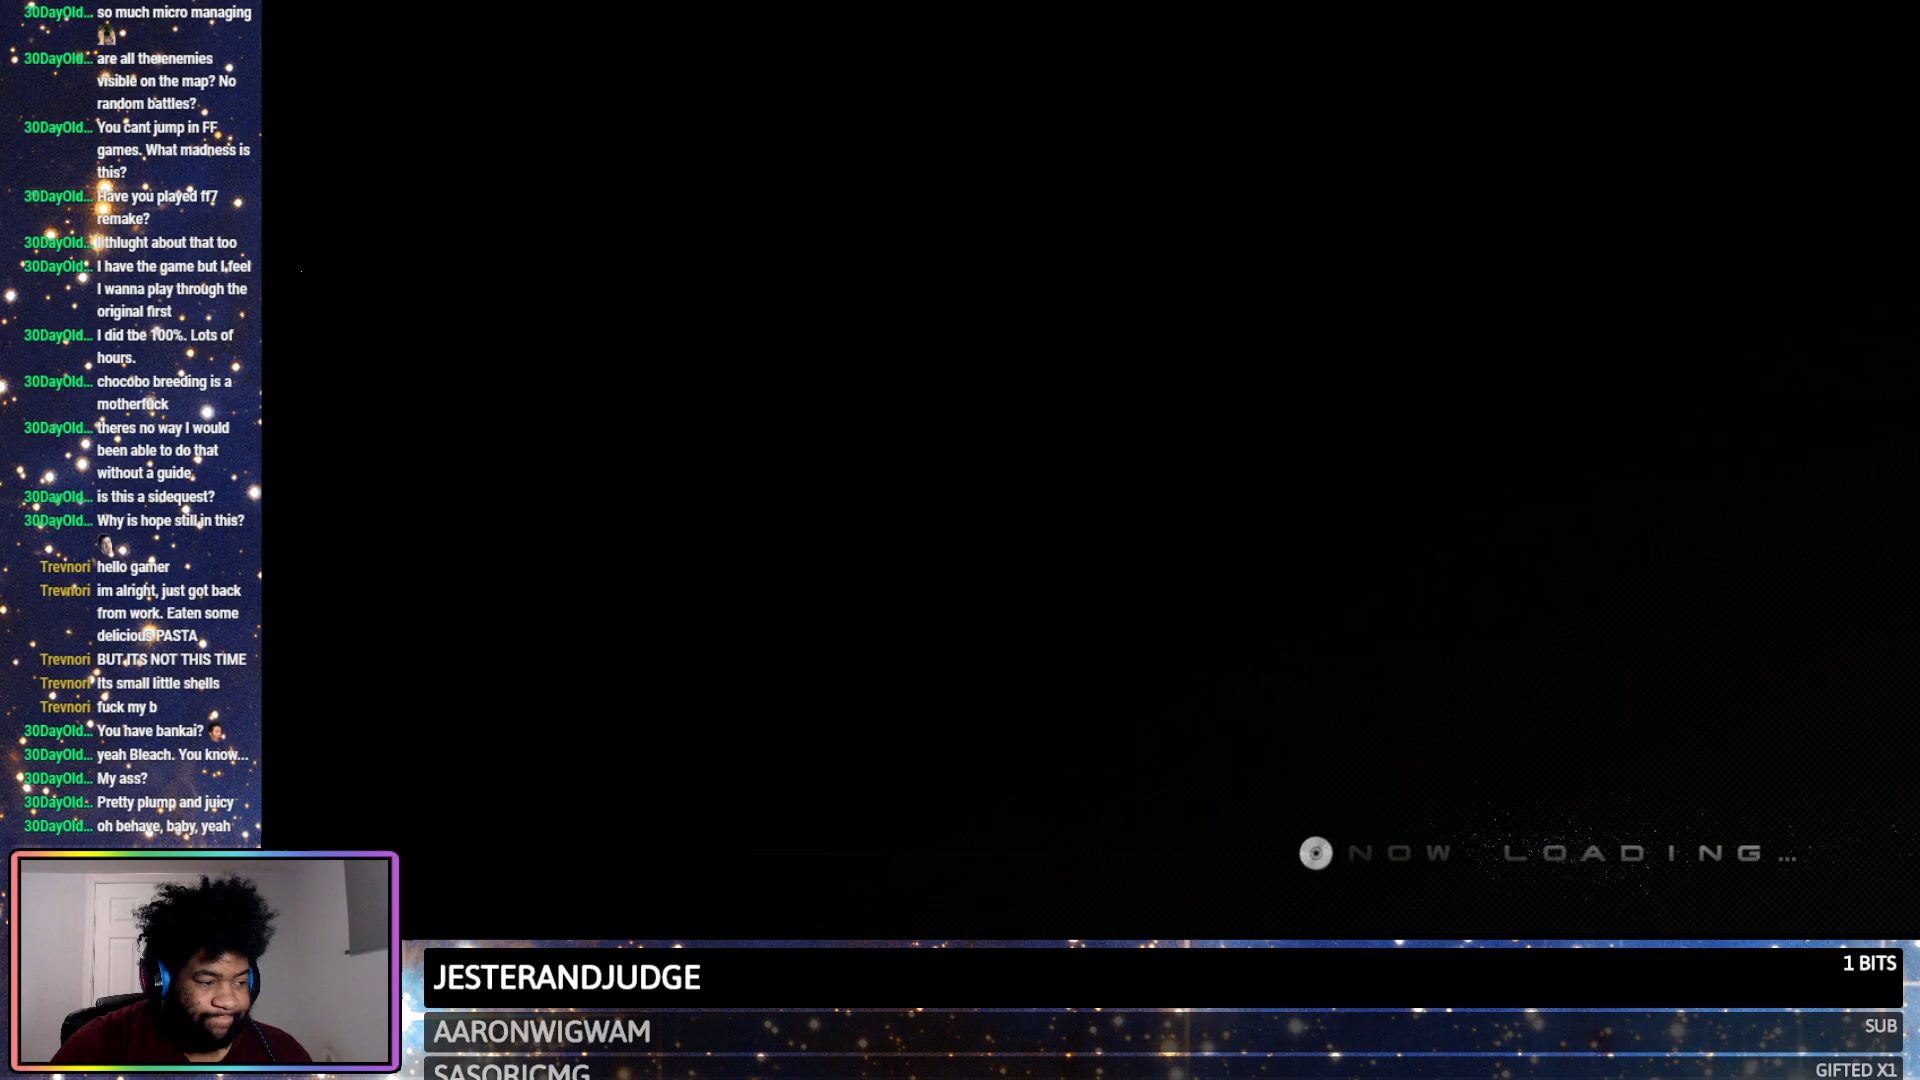 30DayOld... so much micro managing
30DayOld... are all the enemies
visible on the map? No
random battles?
30DayOld... You cant jump in FF
games. What madness is
this?
30DayOld... Have you played ff7
remake?
30DayOld... thlught about that too
30DayOld... I have the game but I feel
I wanna play through the
original first
30DayOld... I did tbe 100%. Lots of
hours.
30DayOld... chocobo breeding is a
motherfuck
30DayOld... theres no way I would
been able to do that
without a guide
30DayOld... is this a sidequest?
30DayOld... Why is hope still in this?
Trevnori hello gamer
Trevnori im alright, just got back
from work. Eaten some
delicious PASTA
Trevnori BUT ITS NOT THIS TIME
Trevnori Its small little shells
Trevnori fuck my b
30DayOld... You have bankai?
30DayOld... yeah Bleach. You know...
30DayOld... My ass?
30DayOld... Pretty plump and juicy
30DayOld... oh behave, baby, yeah
NOW LOADING...
JESTERANDJUDGE 1 BITS
AARONWIGWAM SUB
SASORICMG GIFTED X1